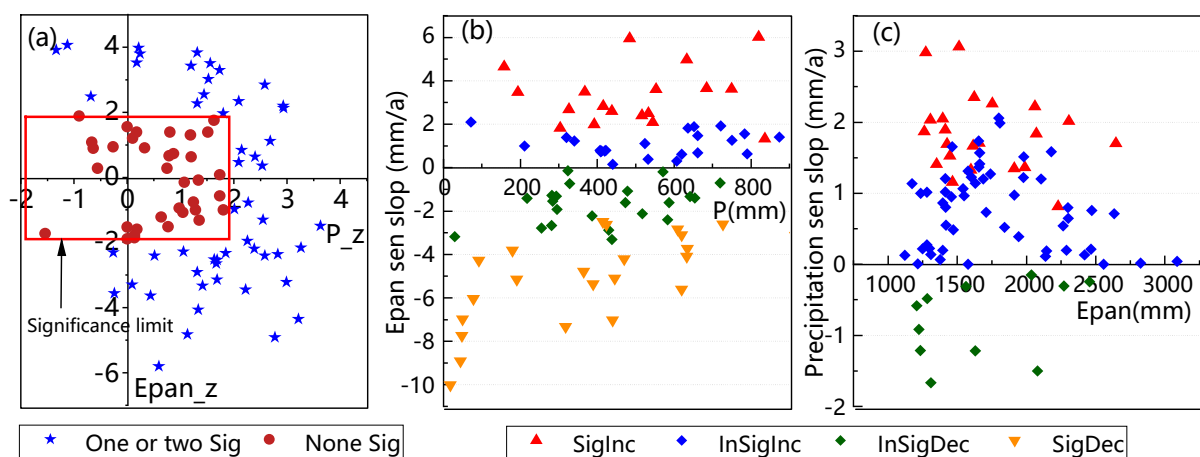 (a)
4
2
0
-2
-4
-6
-2
0
2
4
P_z
Epan_z
Significance limit
One or two Sig
None Sig
(b)
Epan sen slop (mm/a)
6
4
2
0
-2
-4
-6
-8
-10
0
200
400
600
800
P(mm)
(c)
Precipitation sen slop (mm/a)
3
2
1
0
-1
-2
1000
1500
2000
2500
3000
Epan(mm)
SigInc
InSigInc
InSigDec
SigDec